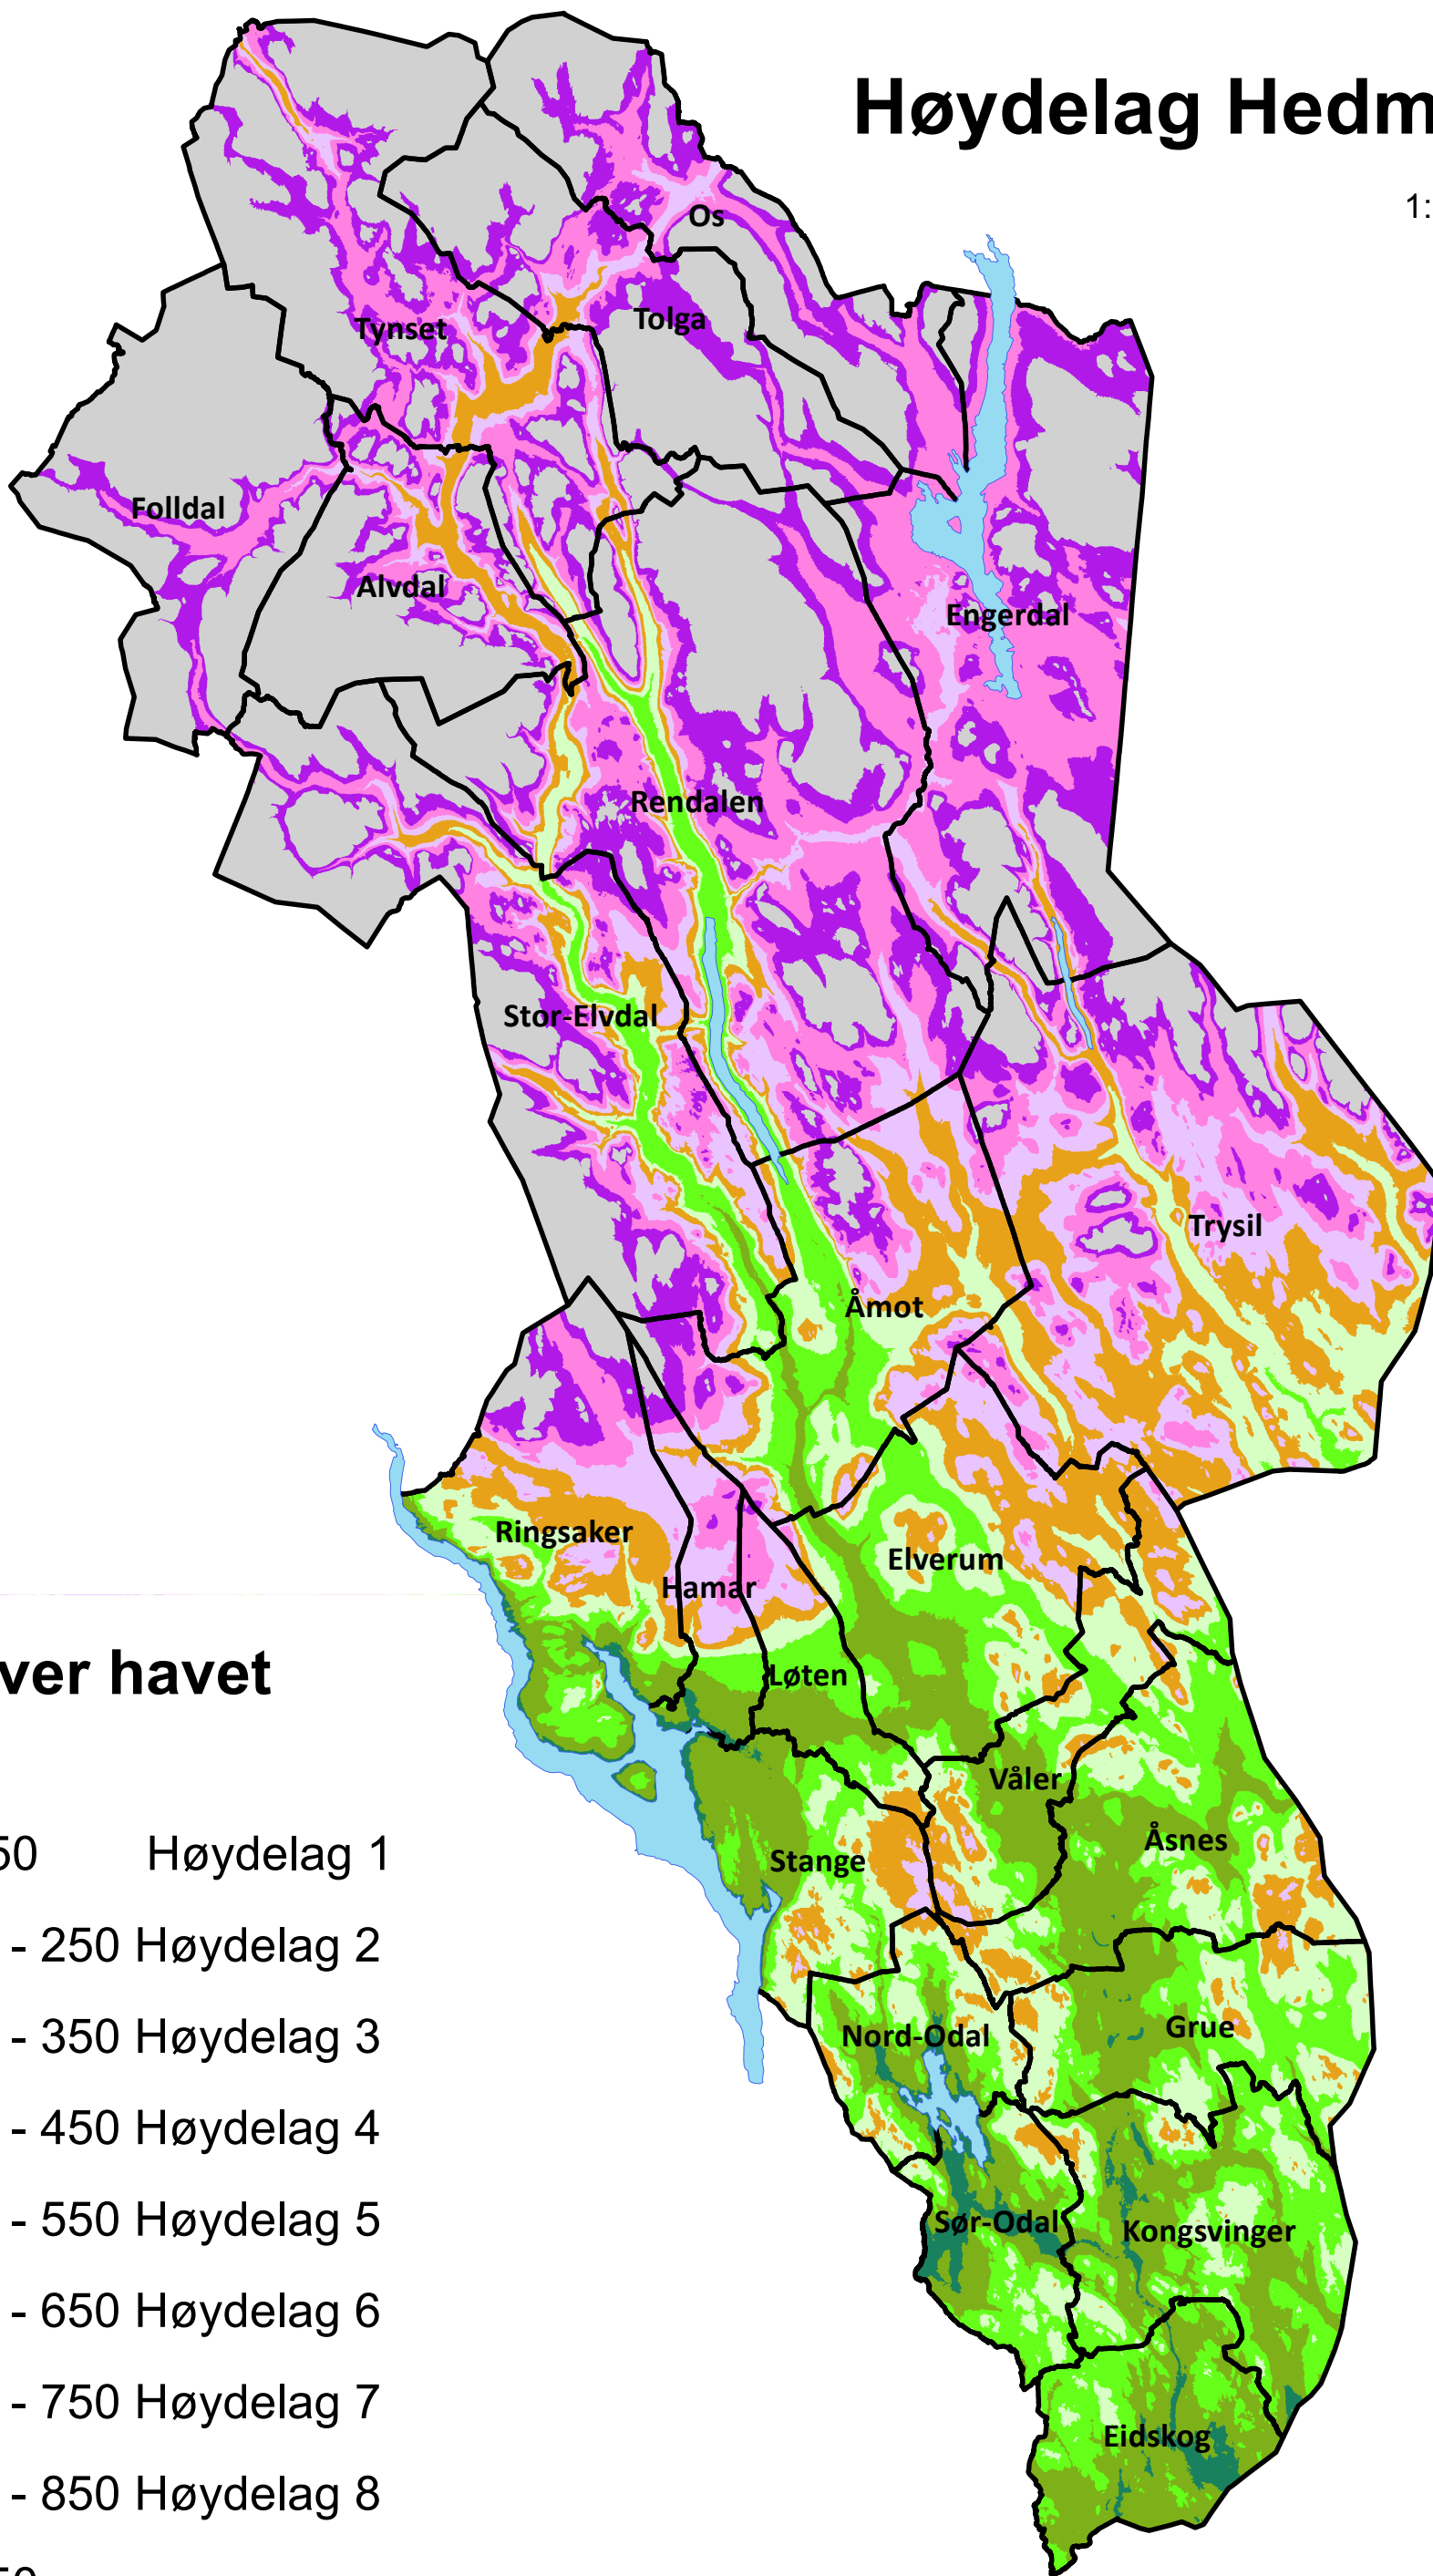 Høydelag Hedm
1:
Os
Tolga
Tynset
Folldal
Alvdal
Engerdal
Rendalen
Stor-Elvdal
Trysil
Åmot
Ringsaker
Elverum
Hamar
ver havet
Løten
Våler
Åsnes
50 Høydelag 1
Stange
- 250 Høydelag 2
Grue
- 350 Høydelag 3
Nord-Odal
- 450 Høydelag 4
- 550 Høydelag 5
Sør-Odal
Kongsvinger
- 650 Høydelag 6
- 750 Høydelag 7
Eidskog
- 850 Høydelag 8
50